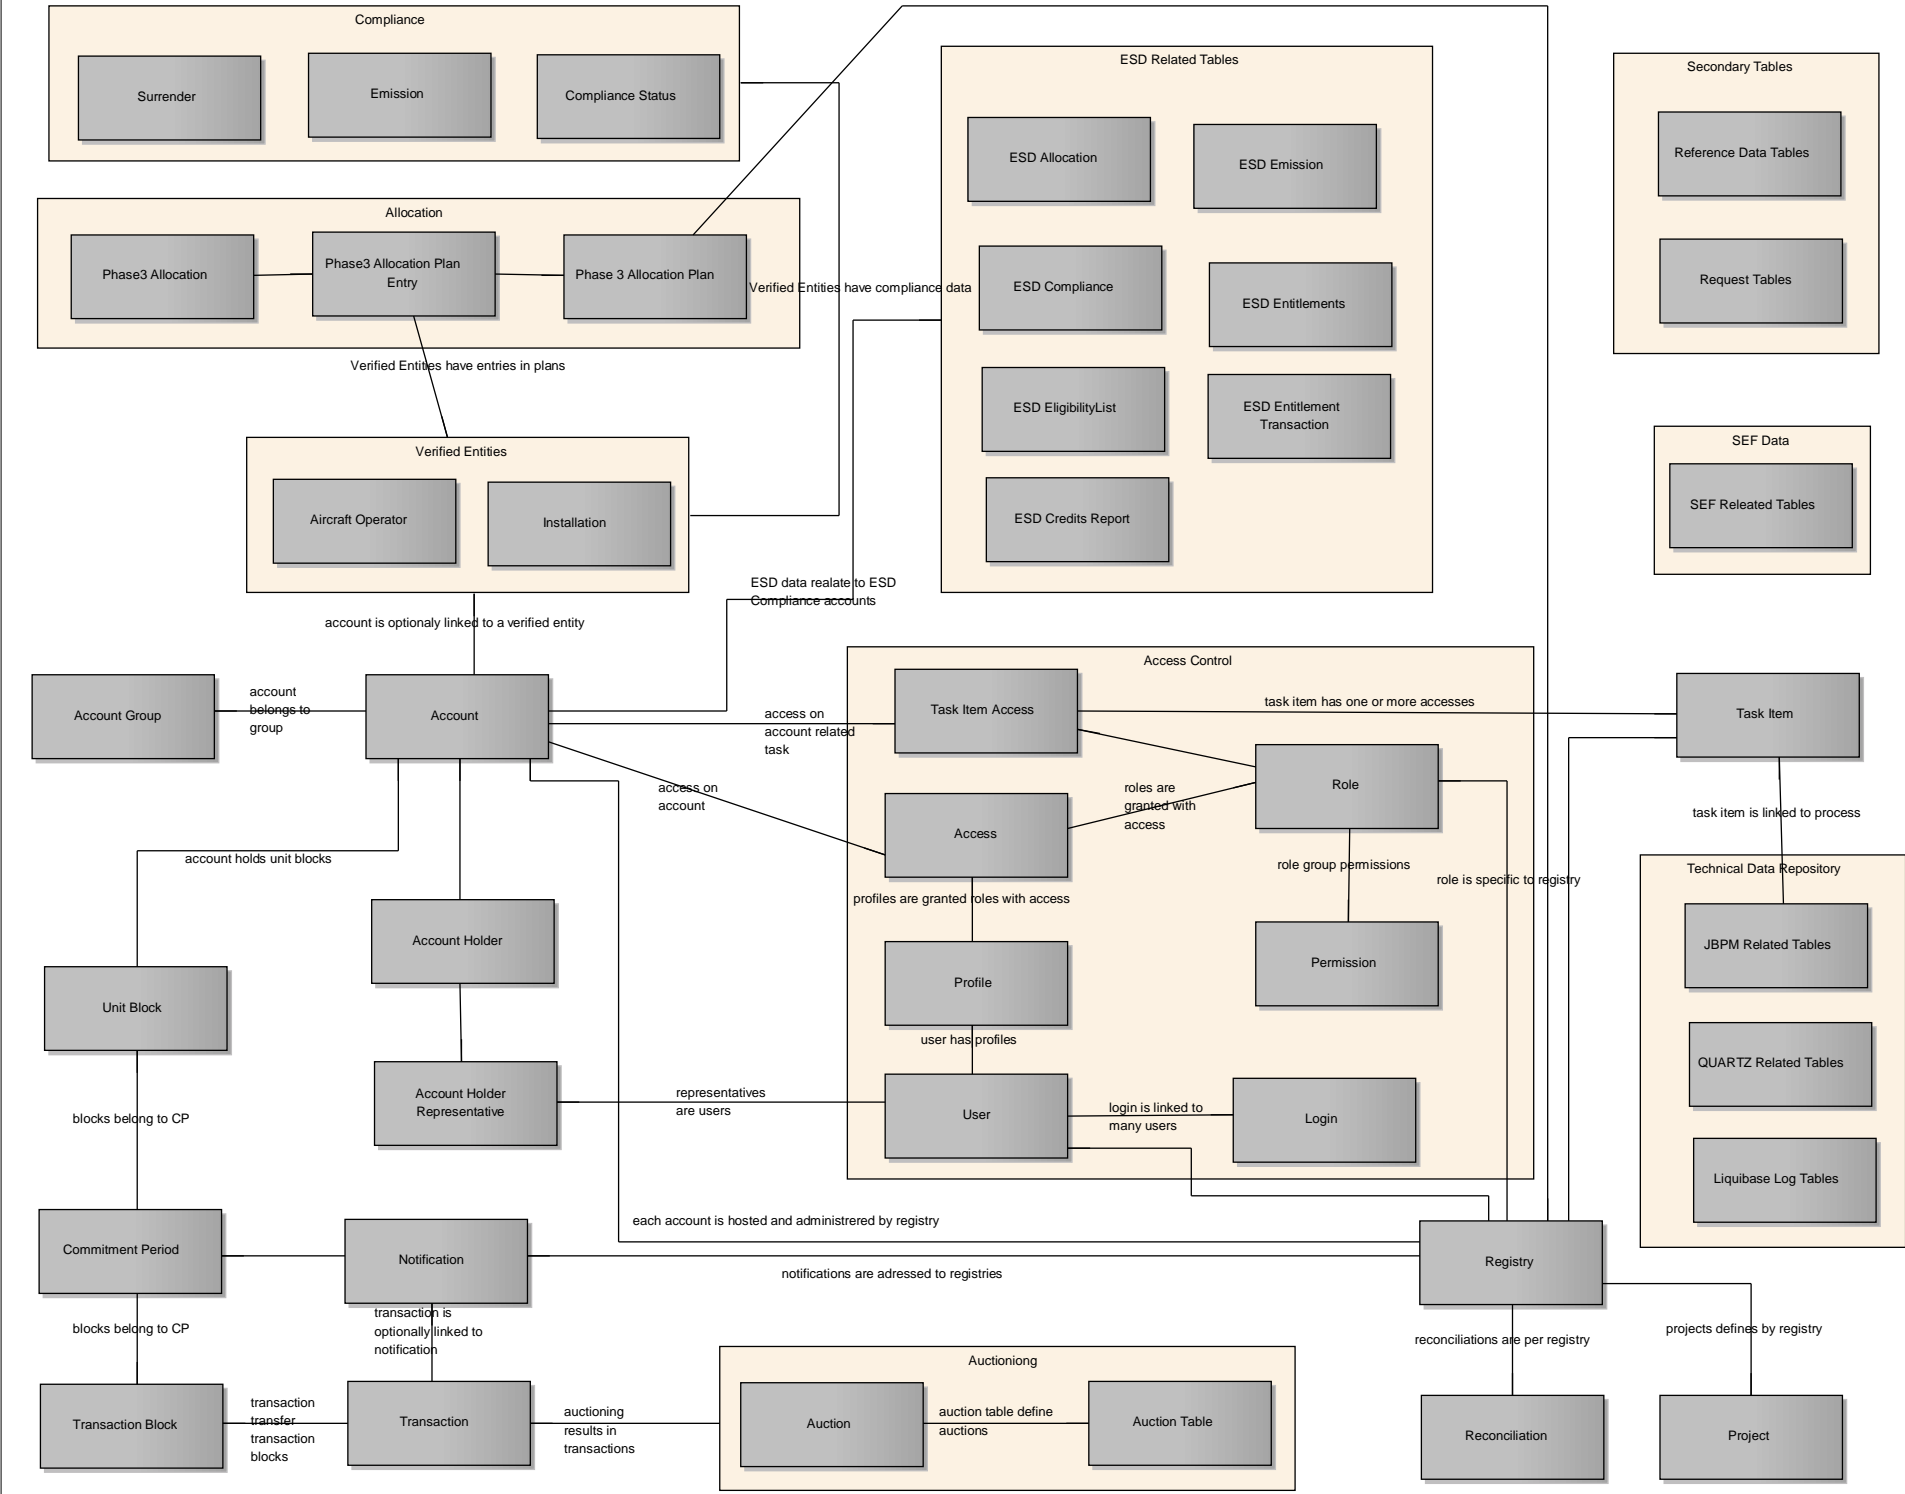 Compliance
Surrender
Emission
Compliance Status
Allocation
Phase3 Allocation
Phase3 Allocation Plan
Entry
Phase 3 Allocation Plan
Verified Entities have compliance data
Verified Entities have entries in plans
Verified Entities
Aircraft Operator
Installation
account is optionaly linked to a verified entity
ESD Related Tables
ESD Allocation
ESD Emission
ESD Compliance
ESD Entitlements
ESD EligibilityList
ESD Entitlement
Transaction
ESD Credits Report
ESD data realate to ESD
Compliance accounts
Secondary Tables
Reference Data Tables
Request Tables
SEF Data
SEF Releated Tables
Account Group
account
belongs to
group
Account
access on
account related
task
access on
account
Access Control
Task Item Access
task item has one or more accesses
Task Item
Role
roles are
granted with
access
Access
role group permissions
role is specific to registry
profiles are granted roles with access
Profile
Permission
user has profiles
User
login is linked to
many users
Login
task item is linked to process
Technical Data Repository
JBPM Related Tables
QUARTZ Related Tables
Liquibase Log Tables
account holds unit blocks
Account Holder
Unit Block
Account Holder
Representative
representatives
are users
blocks belong to CP
each account is hosted and administrered by registry
Commitment Period
Notification
notifications are adressed to registries
Registry
blocks belong to CP
transaction is
optionally linked to
notification
reconciliations are per registry
projects defines by registry
Transaction Block
transaction
transfer
transaction
blocks
Transaction
auctioning
results in
transactions
Auctioniong
Auction
auction table define
auctions
Auction Table
Reconciliation
Project